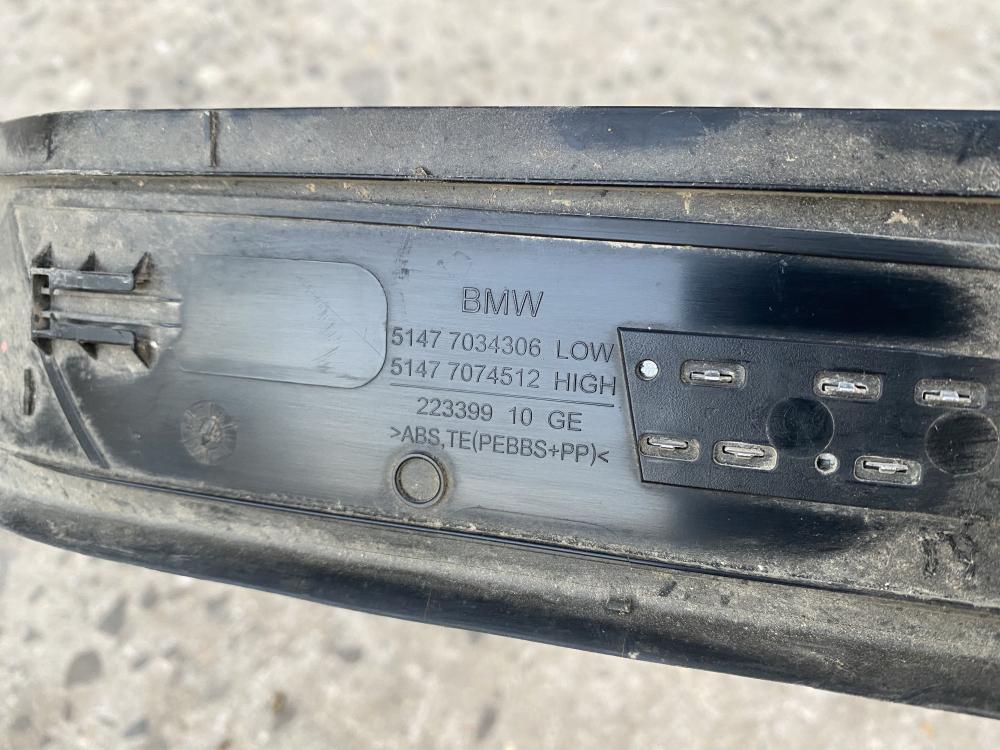 BMW
5147 7034306 LOW
5147 7074512 HIGH
223399 10 GE
>ABS,TE(PEBBS+PP)<